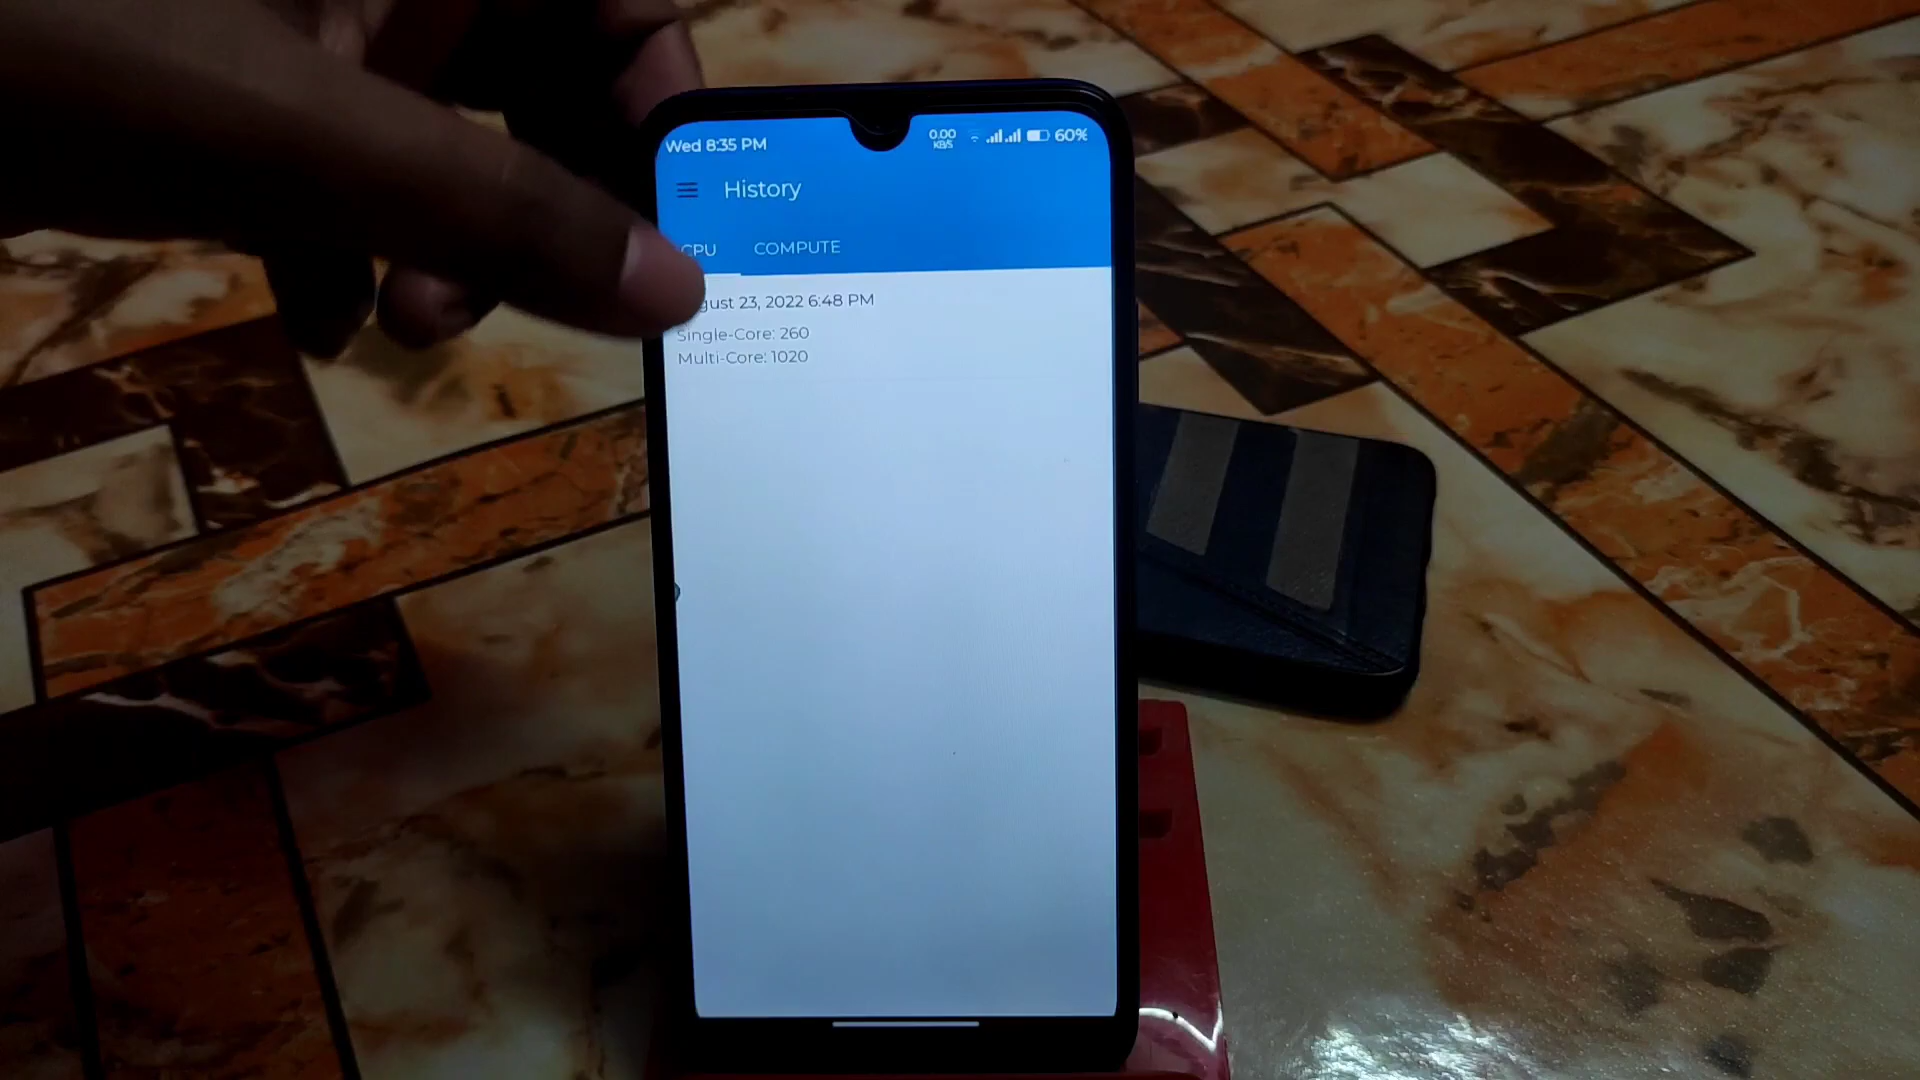 Wed 8:35 PM
0.00
KB/S
60%
History
CPU
COMPUTE
gust 23, 2022 6:48 PM
Single-Core: 260
Multi-Core: 1020